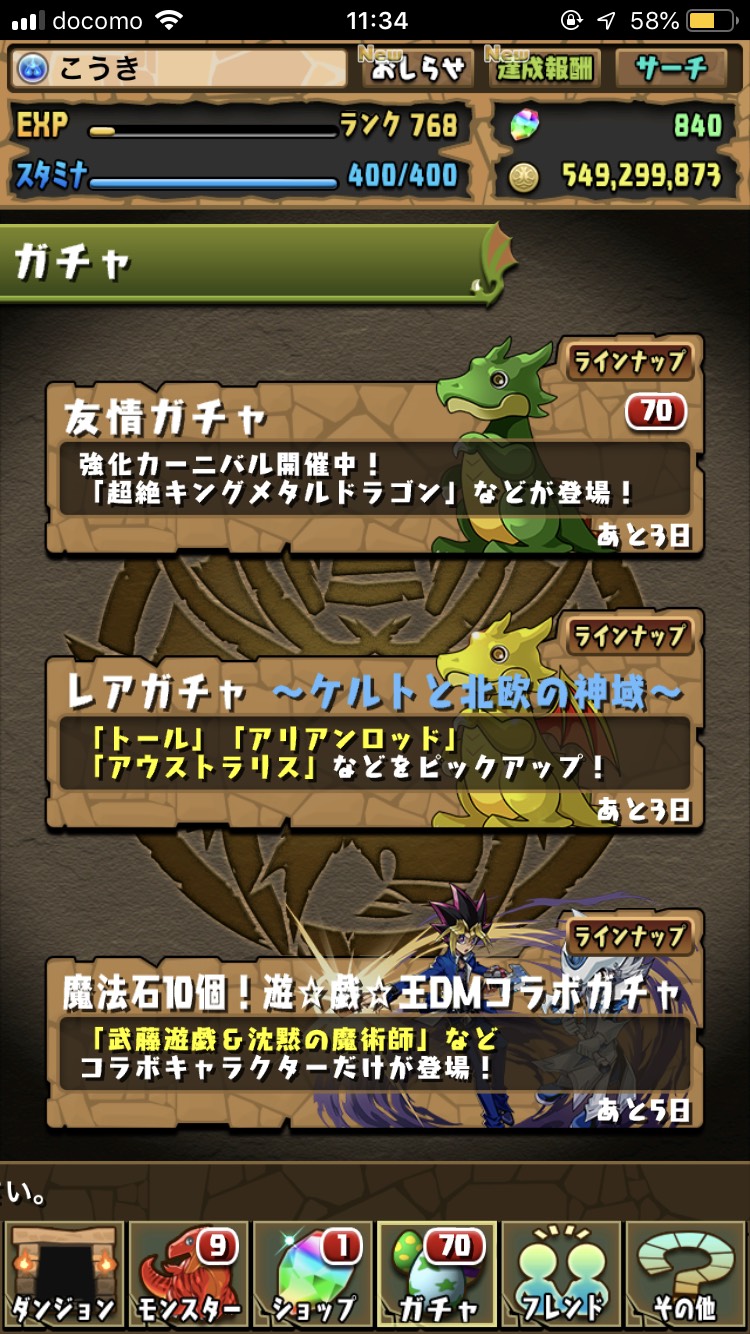 docomo 11:34 58%
こうき New おしらせ New 達成報酬 サーチ
EXP ランク 768 840
スタミナ 400/400 549,299,873
ガチャ
ラインナップ
友情ガチャ 70
強化カーニバル開催中！
「超絶キングメタルドラゴン」などが登場！
あと3日
ラインナップ
レアガチャ ～ケルトと北欧の神域～
「トール」「アリアンロッド」
「アウストラリス」などをピックアップ！
あと3日
ラインナップ
魔法石10個！遊☆戯☆王DMコラボガチャ
「武藤遊戯＆沈黙の魔術師」など
コラボキャラクターだけが登場！
あと5日
い。
9 1 70
ダンジョン モンスター ショップ ガチャ フレンド その他